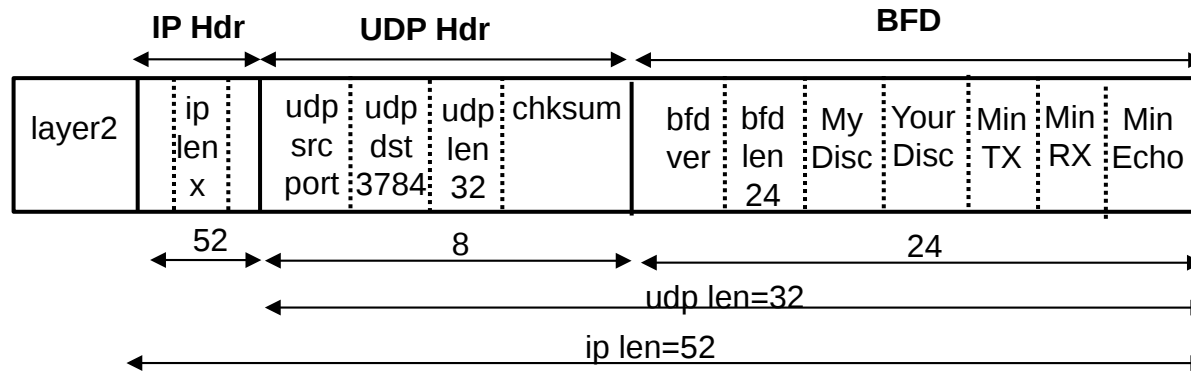 IP Hdr
UDP Hdr
BFD
layer2
ip
len
x
udp
src
port
udp
dst
3784
udp
len
32
chksum
bfd
ver
bfd
len
24
My
Disc
Your
Disc
Min
TX
Min
RX
Min
Echo
52
8
24
udp len=32
ip len=52